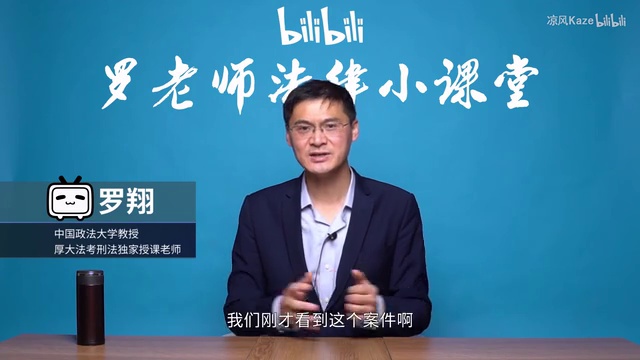 bilibili
凉风Kaze bilibili
罗老师法律小课堂
罗翔
中国政法大学教授
厚大法考刑法独家授课老师
我们刚才看到这个案件啊